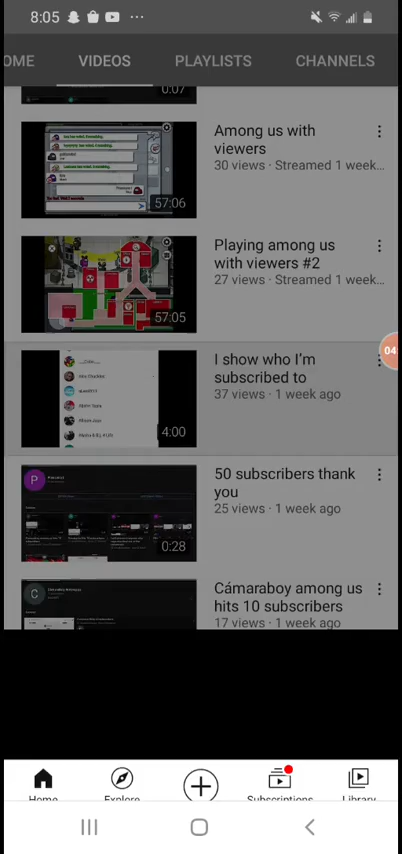 8:05
OME VIDEOS PLAYLISTS CHANNELS
0:07
Among us with
viewers
30 views · Streamed 1 week...
57:06
Playing among us
with viewers #2
27 views · Streamed 1 week...
57:05
04
I show who I'm
subscribed to
37 views · 1 week ago
4:00
50 subscribers thank
you
25 views · 1 week ago
P
0:28
Cámaraboy among us
hits 10 subscribers
17 views · 1 week ago
C
Home Explore Subscriptions Library